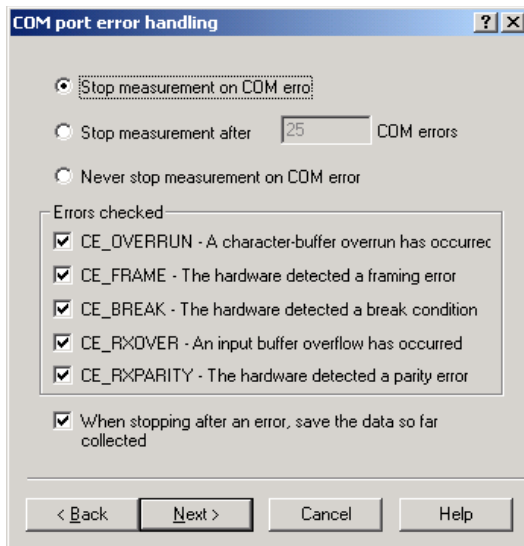 COM port error handling
Stop measurement on COM erro
Stop measurement after 25 COM errors
Never stop measurement on COM error
Errors checked
CE_OVERRUN - A character-buffer overrun has occurred
CE_FRAME - The hardware detected a framing error
CE_BREAK - The hardware detected a break condition
CE_RXOVER - An input buffer overflow has occurred
CE_RXPARITY - The hardware detected a parity error
When stopping after an error, save the data so far
collected
< Back Next > Cancel Help